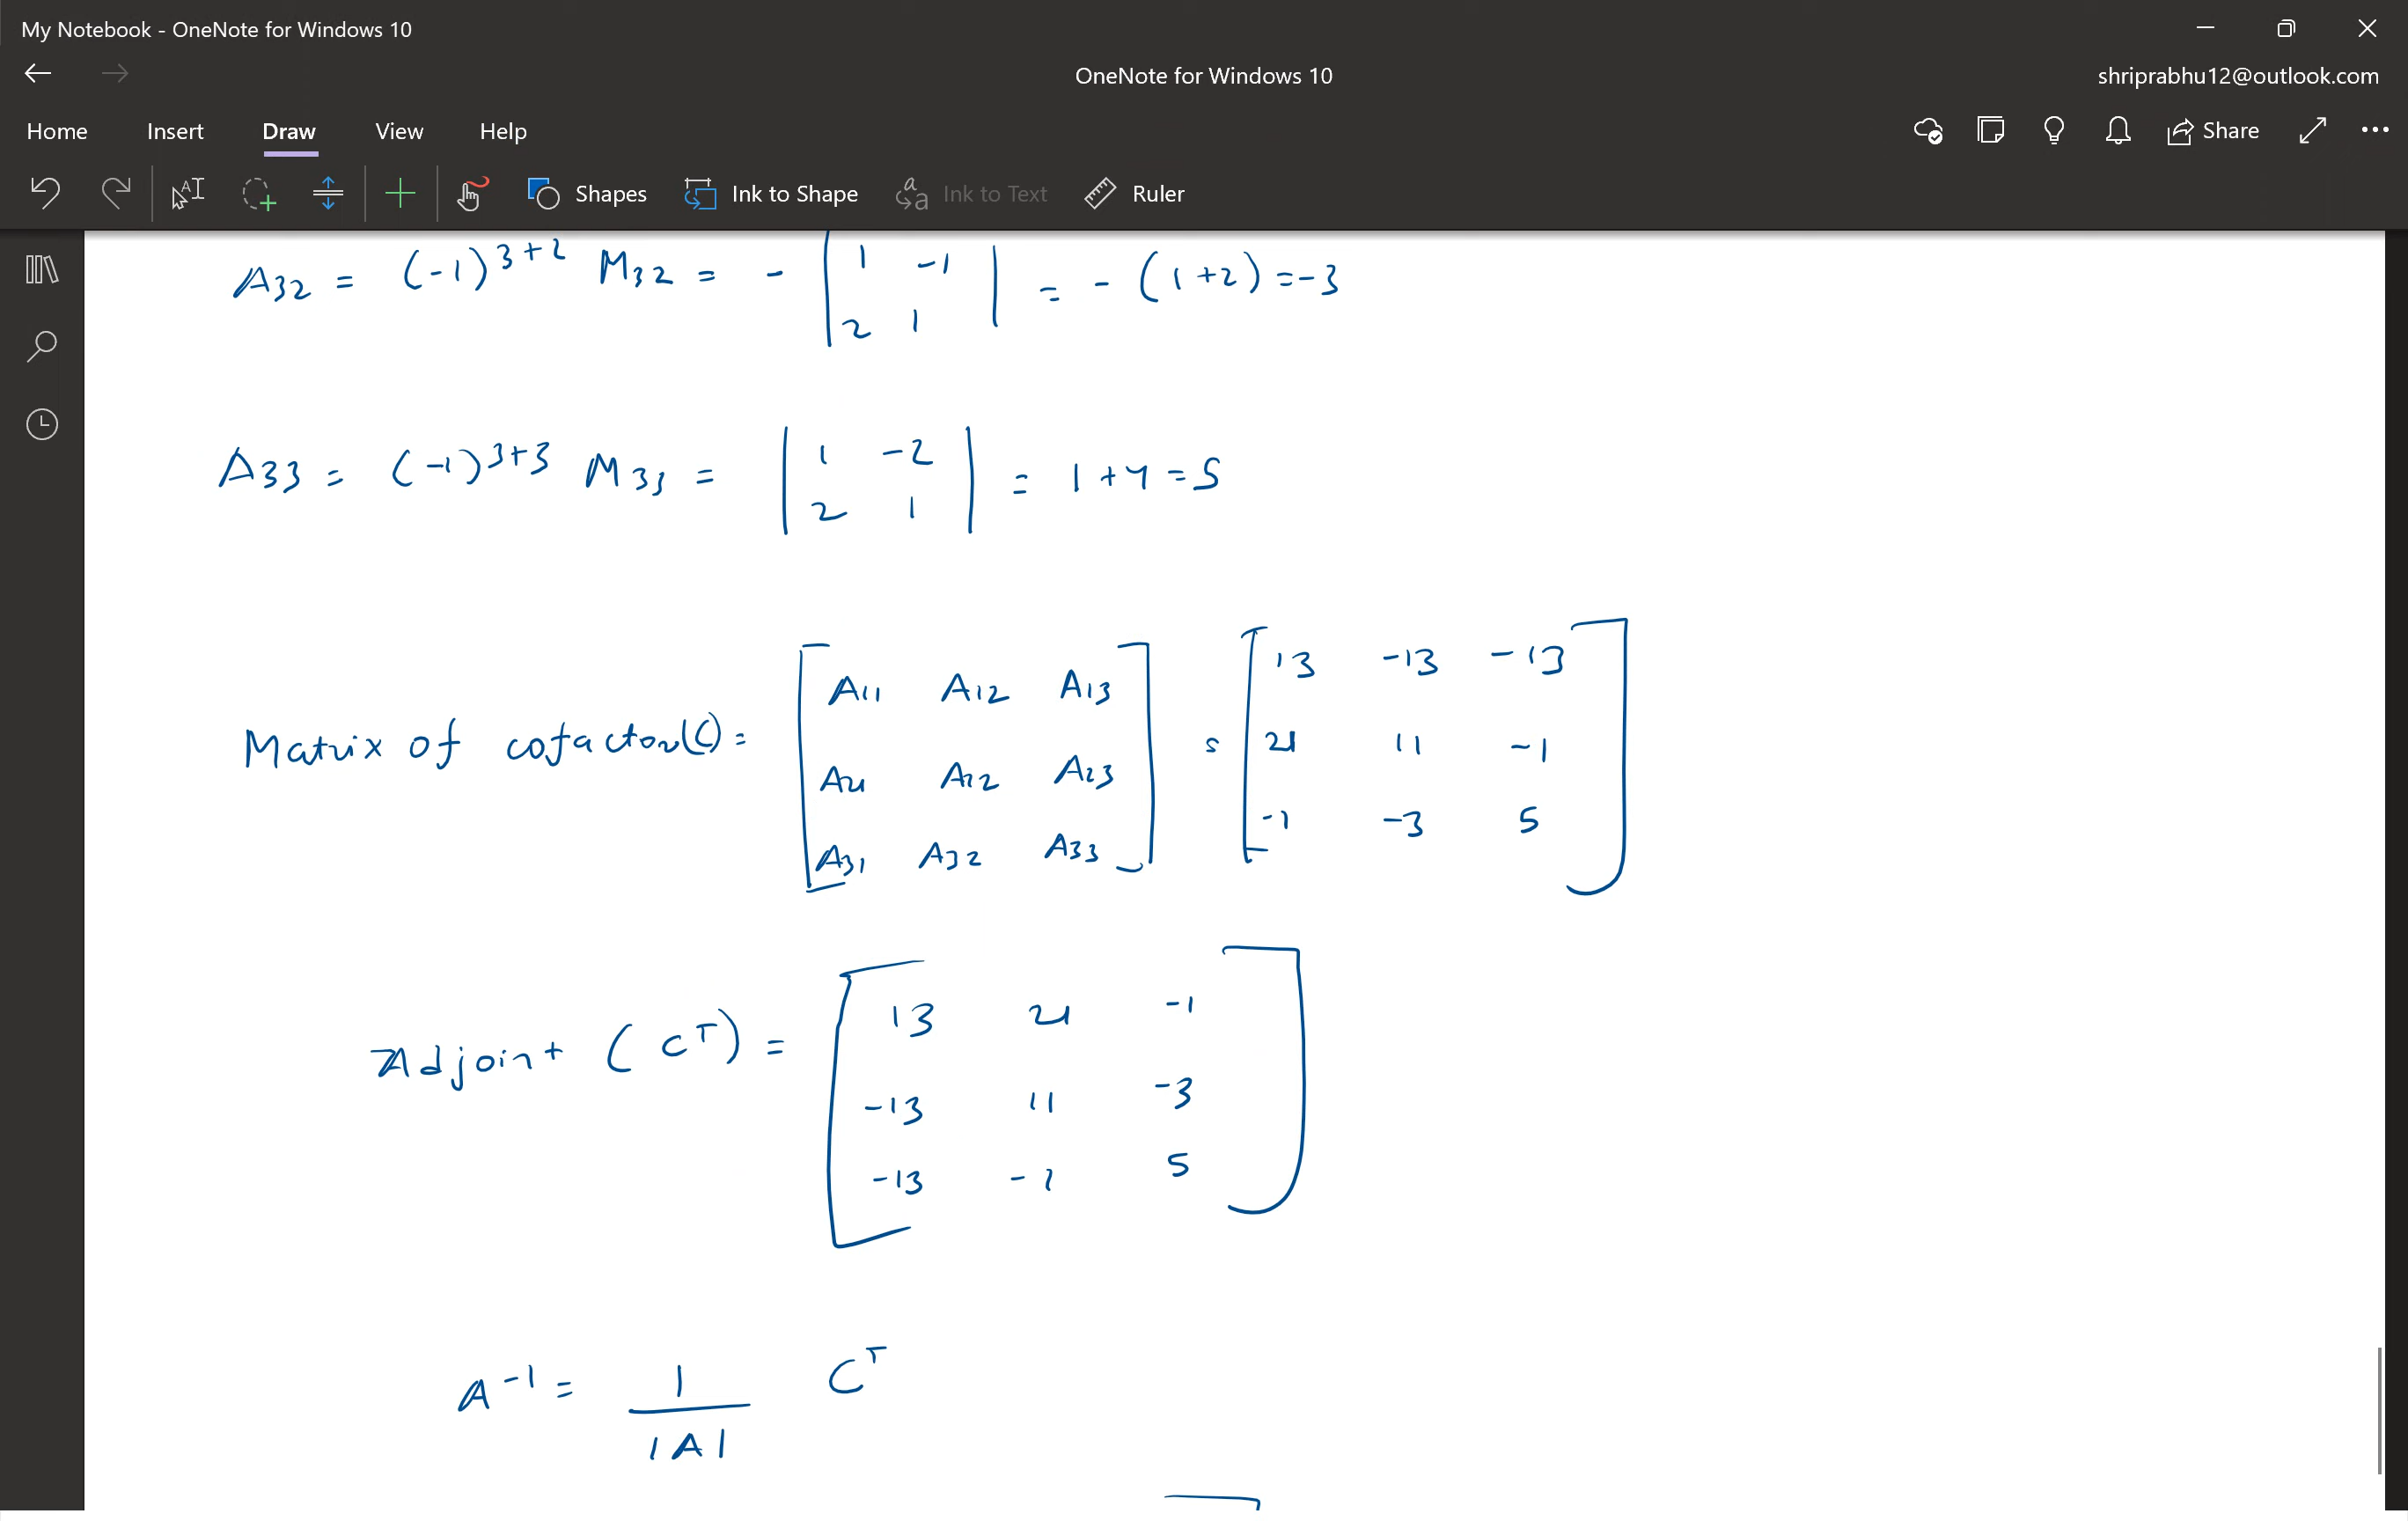 My Notebook - OneNote for Windows 10
OneNote for Windows 10
shriprabhu12@outlook.com
Home Insert Draw View Help
Share
Shapes Ink to Shape Ink to Text Ruler
A32 = (-1)^3+2 M32 = - | 1 -1 | = - (1+2) = -3
2 1
A33 = (-1)^3+3 M33 = | 1 -2 | = 1+4 = 5
2 1
A11 A12 A13
13 -13 -13
Matrix of cofactor(C) =
A21 A22 A23
= 21 11 -1
A31 A32 A33
-1 -3 5
13 21 -1
Adjoint (C^T) =
-13 11 -3
-13 -1 5
A^-1 = 1 C^T
|A|